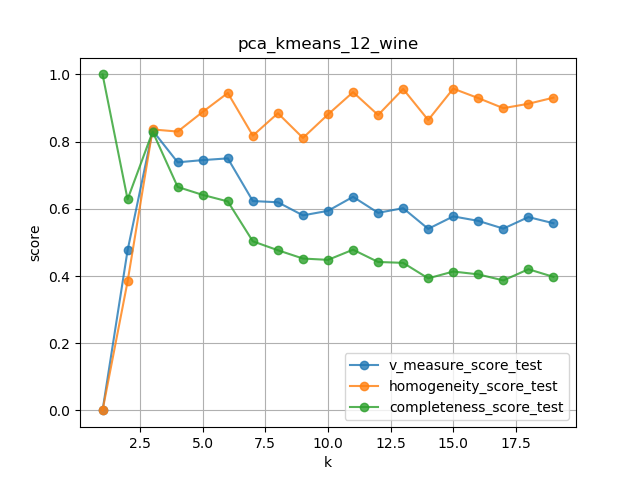 pca_kmeans_12_wine
score
1.0
0.8
0.6
0.4
0.2
0.0
2.5 5.0 7.5 10.0 12.5 15.0 17.5
k
v_measure_score_test
homogeneity_score_test
completeness_score_test